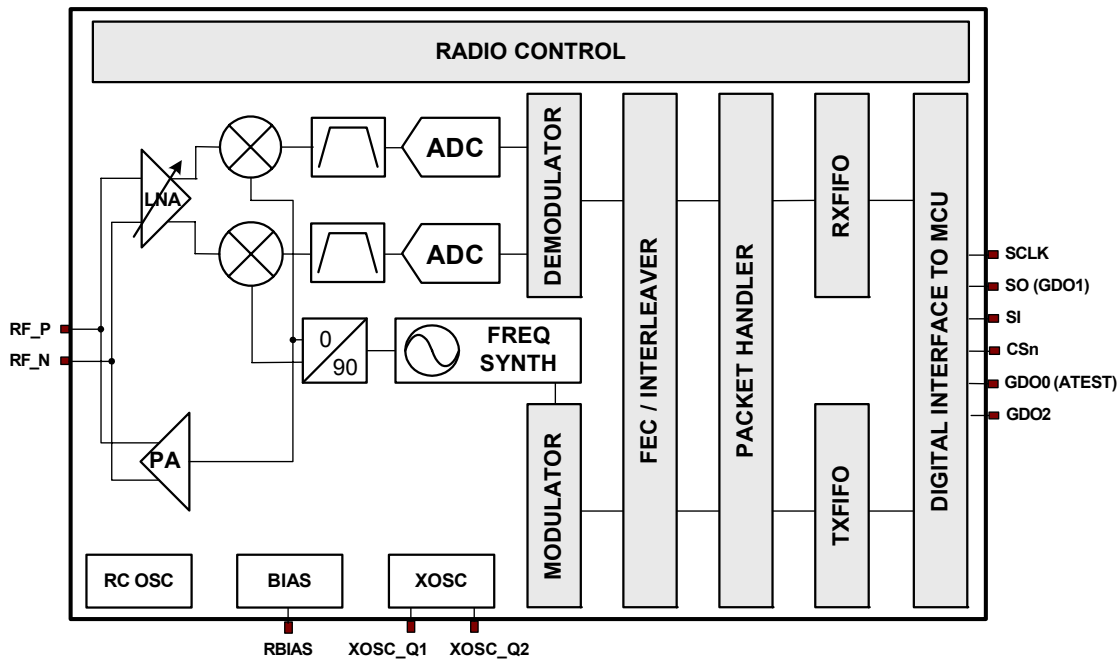 RADIO CONTROL
LNA
ADC
ADC
DEMODULATOR
FEC / INTERLEAVER
PACKET HANDLER
RXFIFO
DIGITAL INTERFACE TO MCU
SCLK
SO (GDO1)
SI
CSn
GDO0 (ATEST)
GDO2
RF_P
RF_N
0
90
FREQ
SYNTH
PA
MODULATOR
TXFIFO
RC OSC
BIAS
XOSC
RBIAS
XOSC_Q1
XOSC_Q2